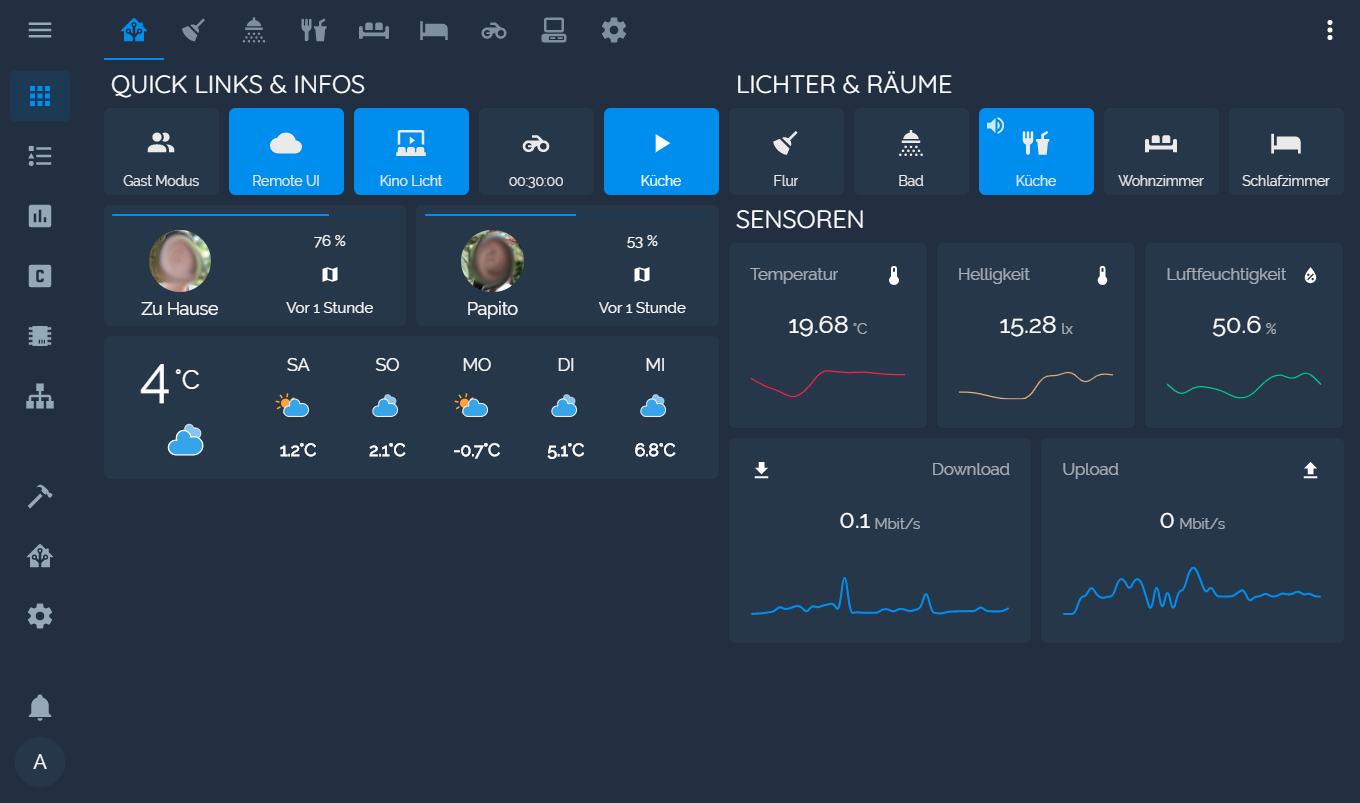 QUICK LINKS & INFOS
Gast Modus
Remote UI
Kino Licht
00:30:00
Küche
76 %
Zu Hause
Vor 1 Stunde
53 %
Papito
Vor 1 Stunde
4 °C
SA
SO
MO
DI
MI
1.2°C
2.1°C
-0.7°C
5.1°C
6.8°C
LICHTER & RÄUME
Flur
Bad
Küche
Wohnzimmer
Schlafzimmer
SENSOREN
Temperatur
19.68 °C
Helligkeit
15.28 lx
Luftfeuchtigkeit
50.6 %
Download
0.1 Mbit/s
Upload
0 Mbit/s
C
A